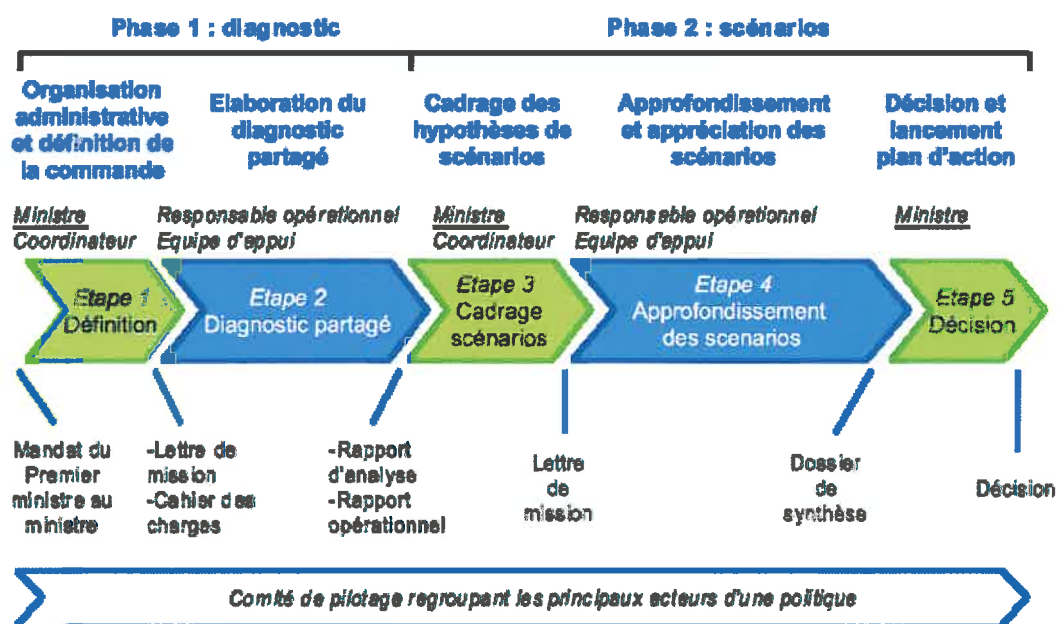 Phase 1 : diagnostic
Phase 2 : scénarios
Organisation
administrative
et définition de
la commande
Elaboration du
diagnostic
partagé
Cadrage des
hypothèses de
scénarios
Approfondissement
et appréciation des
scénarios
Décision et
lancement
plan d'action
Ministre
Coordinateur
Responsable opérationnel
Equipe d'appui
Ministre
Coordinateur
Responsable opérationnel
Equipe d'appui
Ministre
Etape 1
Définition
Etape 2
Diagnostic partagé
Etape 3
Cadrage
scénarios
Etape 4
Approfondissement
des scenarios
Etape 5
Décision
Mandat du
Premier
ministre au
ministre
-Lettre de
mission
-Cahier des
charges
-Rapport
d'analyse
-Rapport
opérationnel
Lettre
de
mission
Dossier
de
synthèse
Décision
Comité de pilotage regroupant les principaux acteurs d'une politique